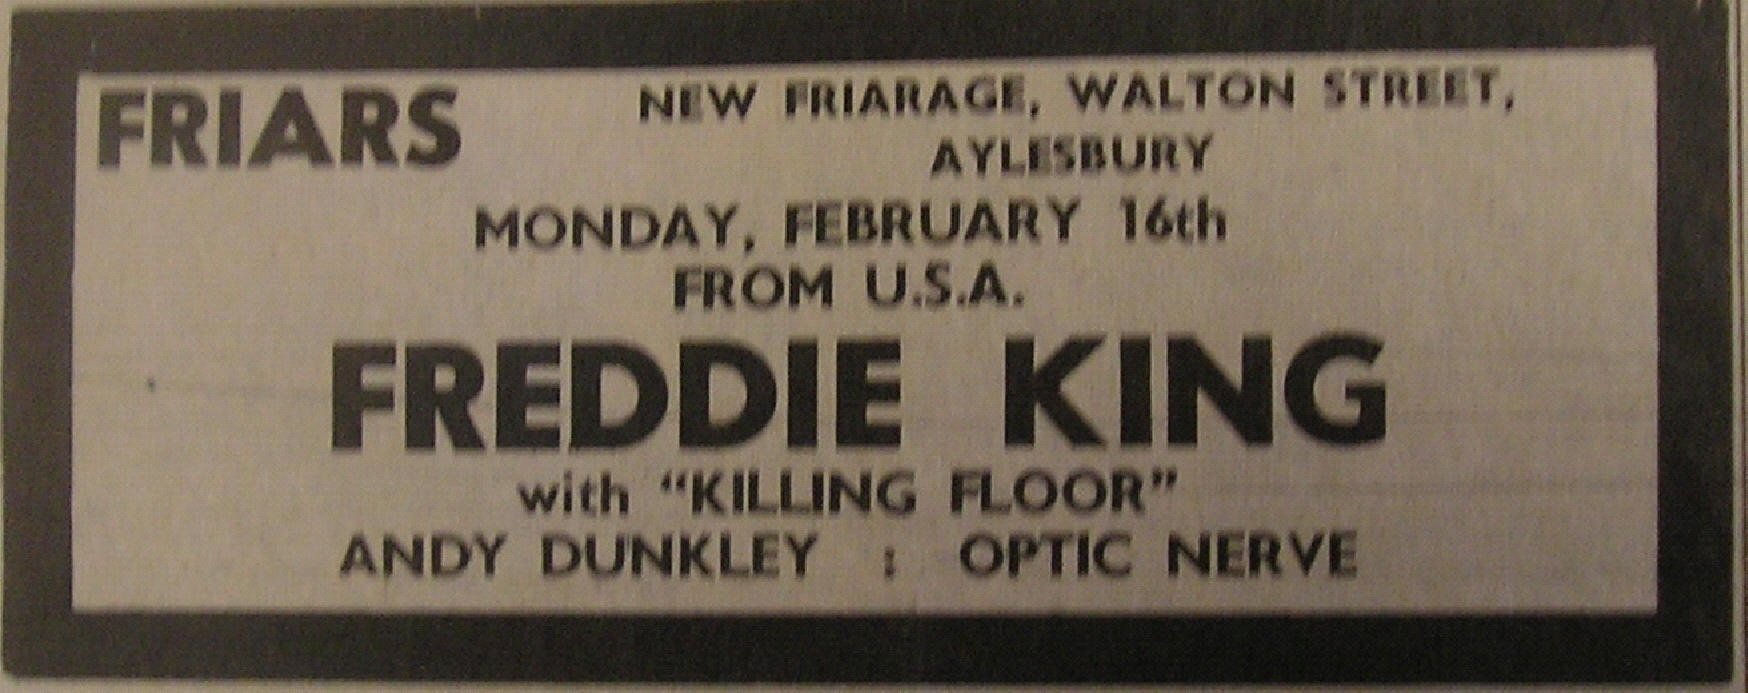 FRIARS
NEW FRIARAGE, WALTON STREET,
AYLESBURY
MONDAY, FEBRUARY 16th
FROM U.S.A.
FREDDIE KING
with "KILLING FLOOR"
ANDY DUNKLEY : OPTIC NERVE